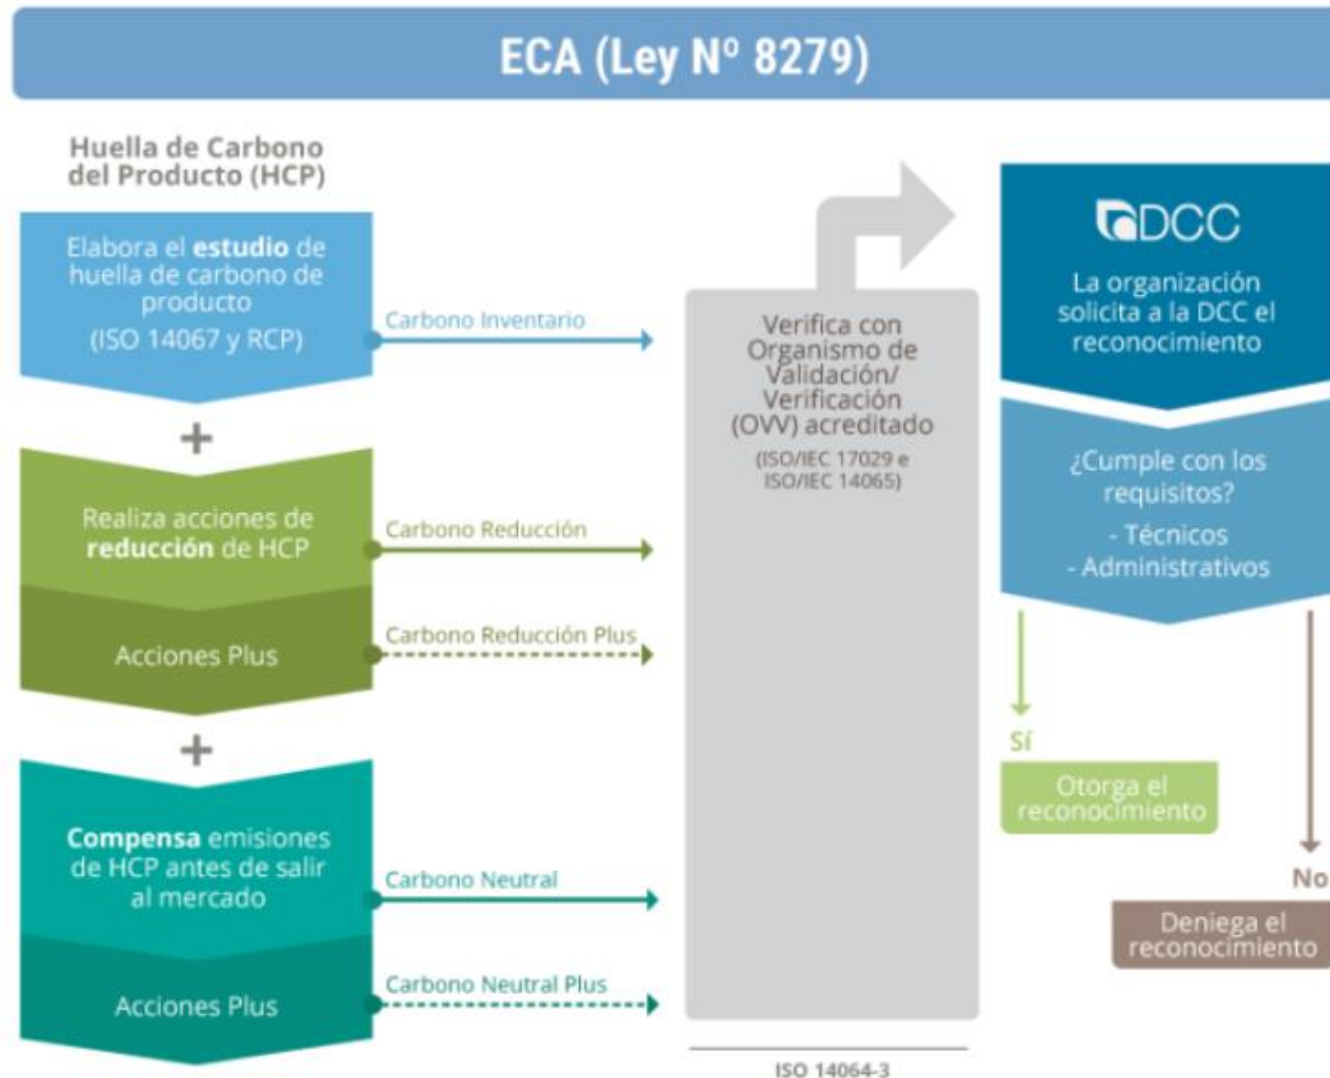 ECA (Ley Nº 8279)
Huella de Carbono
del Producto (HCP)
Elabora el estudio de
huella de carbono de
producto
(ISO 14067 y RCP)
Carbono Inventario
+
Realiza acciones de
reducción de HCP
Carbono Reducción
Acciones Plus
Carbono Reducción Plus
+
Compensa emisiones
de HCP antes de salir
al mercado
Carbono Neutral
Acciones Plus
Carbono Neutral Plus
Verifica con
Organismo de
Validación/
Verificación
(OVV) acreditado
(ISO/IEC 17029 e
ISO/IEC 14065)
ISO 14064-3
DCC
La organización
solicita a la DCC el
reconocimiento
¿Cumple con los
requisitos?
- Técnicos
- Administrativos
Sí
Otorga el
reconocimiento
No
Deniega el
reconocimiento